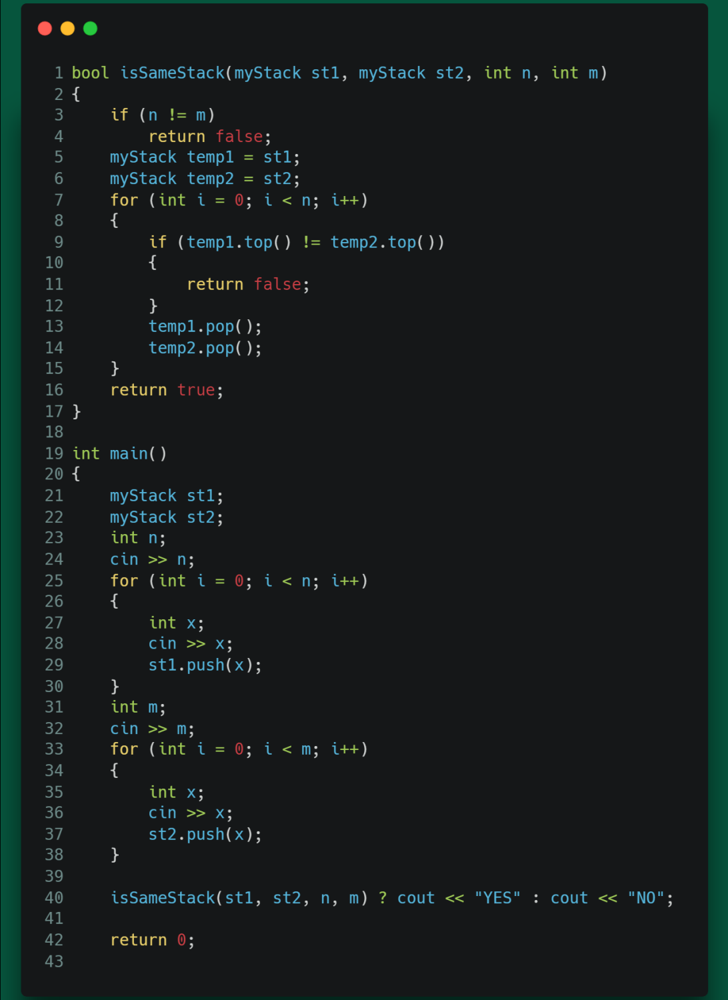 1 bool isSameStack(myStack st1, myStack st2, int n, int m)
2 {
3     if (n != m)
4         return false;
5     myStack temp1 = st1;
6     myStack temp2 = st2;
7     for (int i = 0; i < n; i++)
8     {
9         if (temp1.top() != temp2.top())
10         {
11             return false;
12         }
13         temp1.pop();
14         temp2.pop();
15     }
16     return true;
17 }
18
19 int main()
20 {
21     myStack st1;
22     myStack st2;
23     int n;
24     cin >> n;
25     for (int i = 0; i < n; i++)
26     {
27         int x;
28         cin >> x;
29         st1.push(x);
30     }
31     int m;
32     cin >> m;
33     for (int i = 0; i < m; i++)
34     {
35         int x;
36         cin >> x;
37         st2.push(x);
38     }
39
40     isSameStack(st1, st2, n, m) ? cout << "YES" : cout << "NO";
41
42     return 0;
43